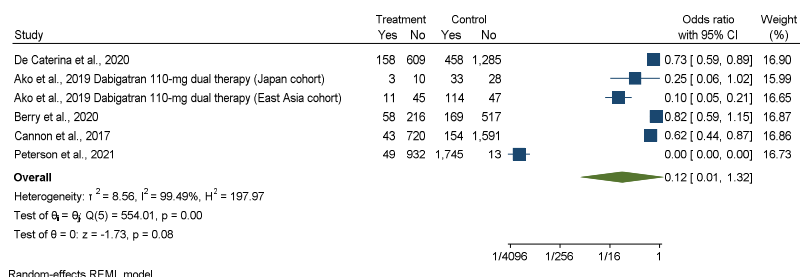 Treatment Control Odds ratio Weight
Study Yes No Yes No with 95% CI (%)
De Caterina et al., 2020 158 609 458 1,285 0.73 [ 0.59, 0.89] 16.90
Ako et al., 2019 Dabigatran 110-mg dual therapy (Japan cohort) 3 10 33 28 0.25 [ 0.06, 1.02] 15.99
Ako et al., 2019 Dabigatran 110-mg dual therapy (East Asia cohort) 11 45 114 47 0.10 [ 0.05, 0.21] 16.65
Berry et al., 2020 58 216 169 517 0.82 [ 0.59, 1.15] 16.87
Cannon et al., 2017 43 720 154 1,591 0.62 [ 0.44, 0.87] 16.86
Peterson et al., 2021 49 932 1,745 13 0.00 [ 0.00, 0.00] 16.73
Overall 0.12 [ 0.01, 1.32]
Heterogeneity: τ² = 8.56, I² = 99.49%, H² = 197.97
Test of θi = θj: Q(5) = 554.01, p = 0.00
Test of θ = 0: z = -1.73, p = 0.08
1/4096 1/256 1/16 1
Random-effects REML model